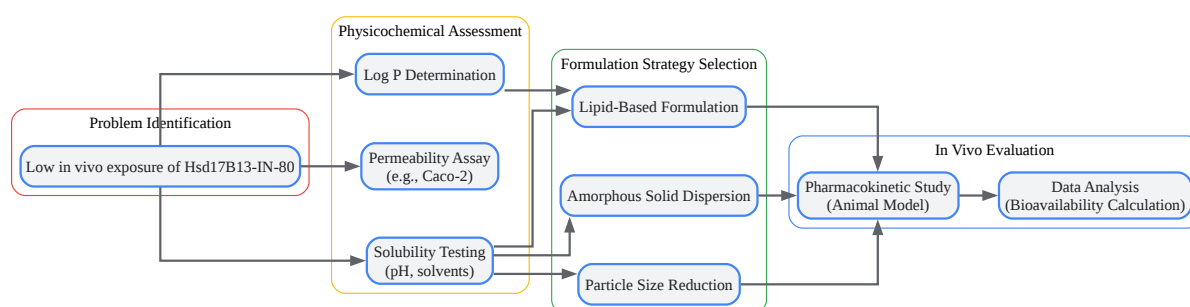 Problem Identification
Low in vivo exposure of Hsd17B13-IN-80
Physicochemical Assessment
Log P Determination
Permeability Assay
(e.g., Caco-2)
Solubility Testing
(pH, solvents)
Formulation Strategy Selection
Lipid-Based Formulation
Amorphous Solid Dispersion
Particle Size Reduction
In Vivo Evaluation
Pharmacokinetic Study
(Animal Model)
Data Analysis
(Bioavailability Calculation)